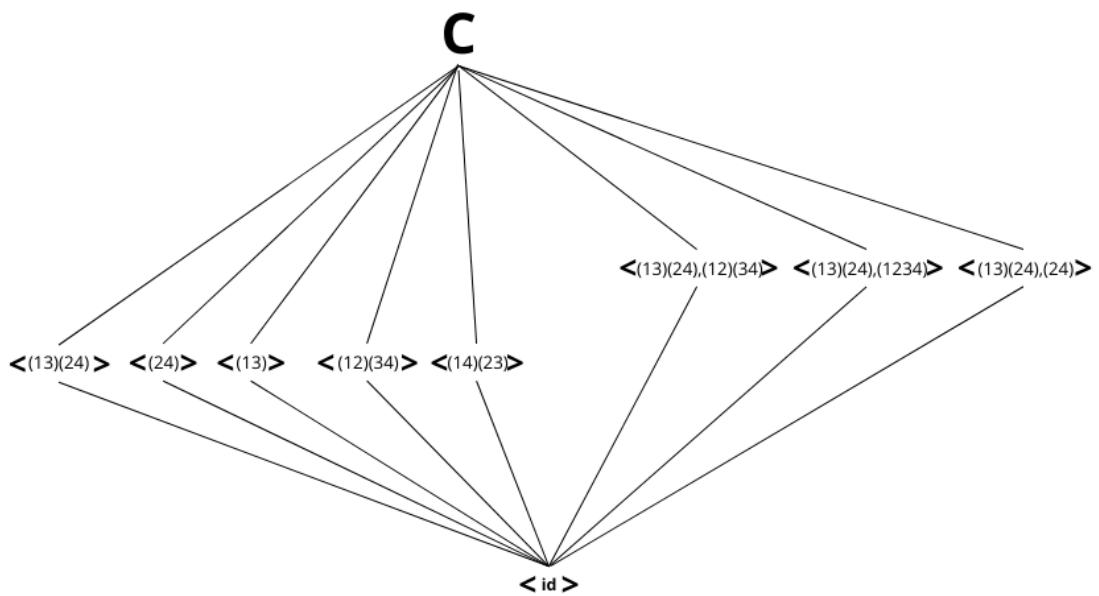 C
<(13)(24),(12)(34)> <(13)(24),(1234)> <(13)(24),(24)>
<(13)(24) > <(24)> <(13)> <(12)(34)> <(14)(23)>
< id >